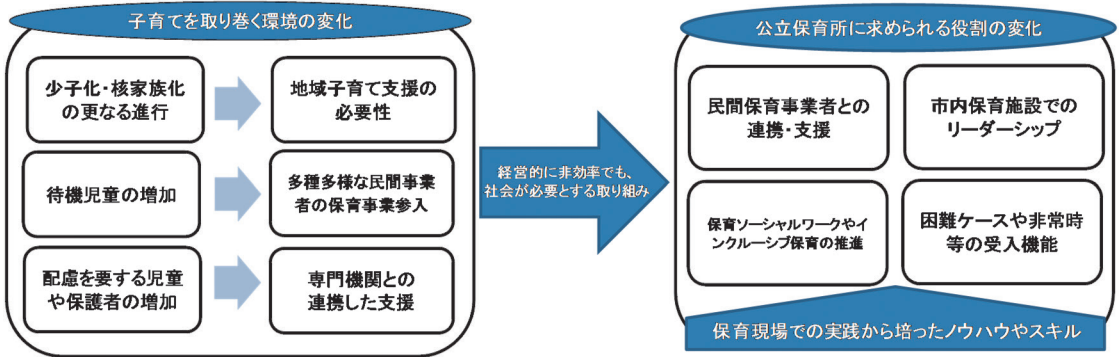 子育てを取り巻く環境の変化
少子化・核家族化
の更なる進行
地域子育て支援の
必要性
待機児童の増加
多種多様な民間事業
者の保育事業参入
配慮を要する児童
や保護者の増加
専門機関との
連携した支援
経営的に非効率でも、
社会が必要とする取り組み
公立保育所に求められる役割の変化
民間保育事業者との
連携・支援
市内保育施設での
リーダーシップ
保育ソーシャルワークやイ
ンクルーシブ保育の推進
困難ケースや非常時
等の受入機能
保育現場での実践から培ったノウハウやスキル